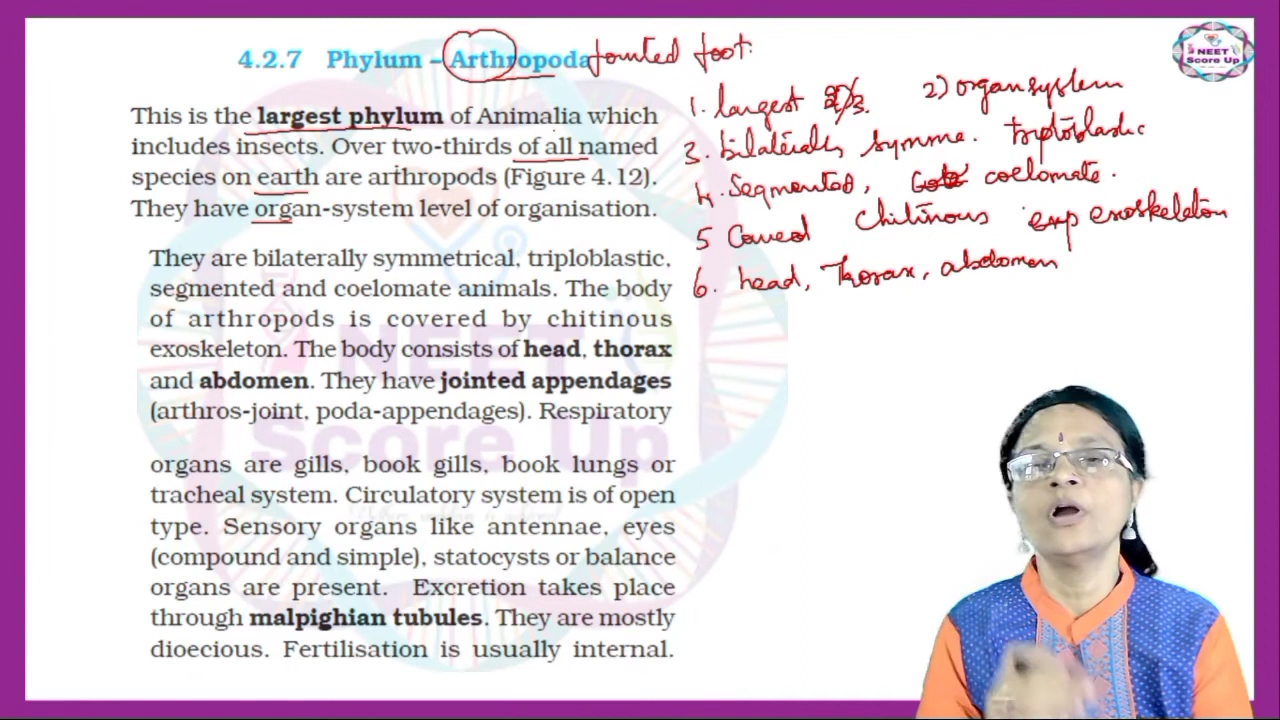 4.2.7 Phylum – Arthropoda Jointed foot
NEET
Score Up
This is the largest phylum of Animalia which
includes insects. Over two-thirds of all named
species on earth are arthropods (Figure 4.12).
They have organ-system level of organisation.
1. largest 2/3. 2) organ system
3. bilaterally symme. triploblastic
4. Segmented, coelomate.
5 Covered chitinous exoskeleton
6. head, Thorax, abdomen
They are bilaterally symmetrical, triploblastic,
segmented and coelomate animals. The body
of arthropods is covered by chitinous
exoskeleton. The body consists of head, thorax
and abdomen. They have jointed appendages
(arthros-joint, poda-appendages). Respiratory
organs are gills, book gills, book lungs or
tracheal system. Circulatory system is of open
type. Sensory organs like antennae, eyes
(compound and simple), statocysts or balance
organs are present. Excretion takes place
through malpighian tubules. They are mostly
dioecious. Fertilisation is usually internal.
NEET
Score Up